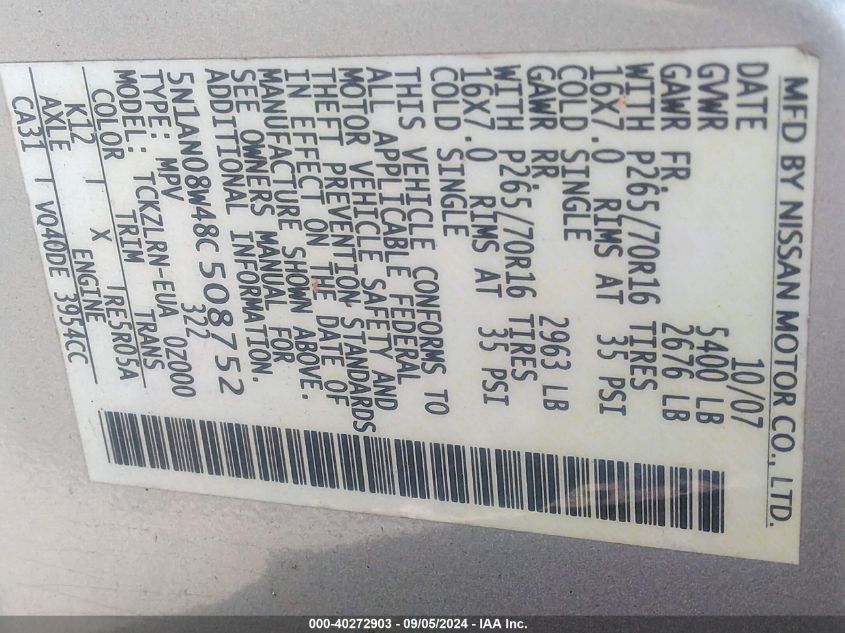 MFD BY NISSAN MOTOR CO., LTD.
DATE 10/07
GVWR 5400 LB
GAWR FR. 2676 LB
WITH P265/70R16 TIRES
16X7.0 RIMS AT 35 PSI
COLD SINGLE
GAWR RR. 2963 LB
WITH P265/70R16 TIRES
16X7.0 RIMS AT 35 PSI
COLD SINGLE
THIS VEHICLE CONFORMS TO
ALL APPLICABLE FEDERAL
MOTOR VEHICLE SAFETY AND
THEFT PREVENTION STANDARDS
IN EFFECT ON THE DATE OF
MANUFACTURE SHOWN ABOVE.
SEE OWNERS MANUAL FOR
ADDITIONAL INFORMATION.
5N1AN08W48C508752
TYPE: MPV 322
MODEL: TCKZLRN-EUA 0Z000
COLOR TRIM TRANS
K12 T X TRE5R05A
AXLE ENGINE
CA31 T VQ40DE 3954CC
000-40272903 - 09/05/2024 - IAA Inc.